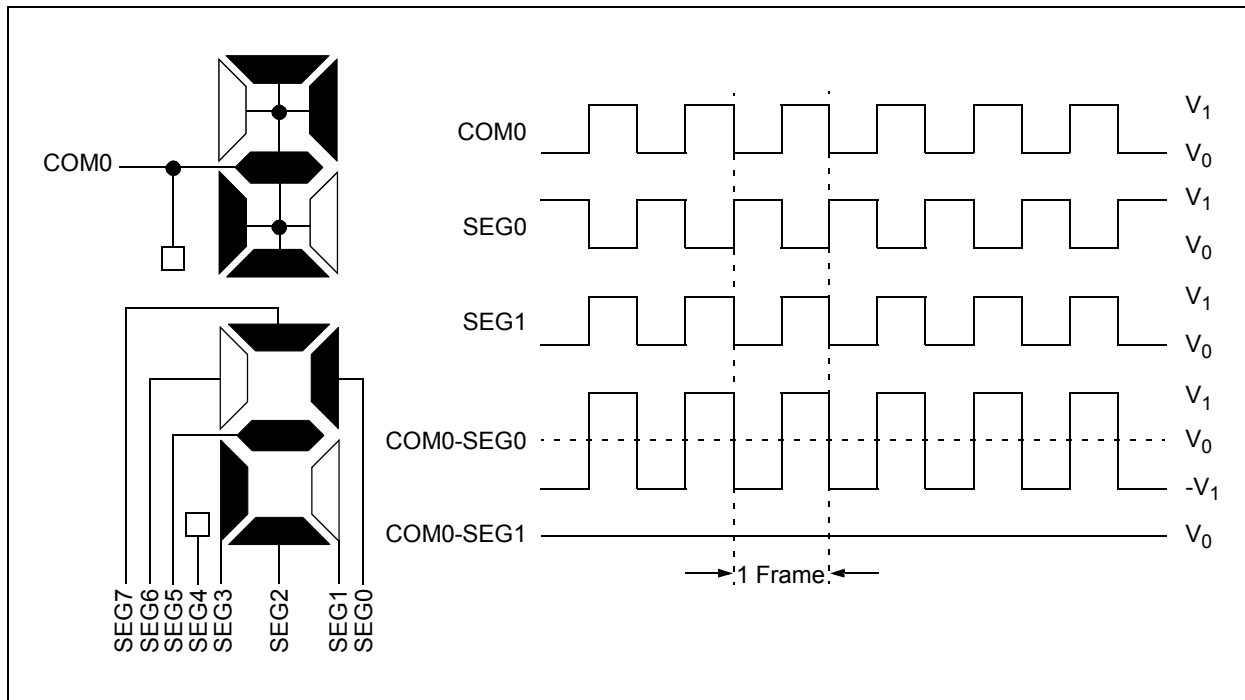 COM0
SEG7
SEG6
SEG5
SEG4
SEG3
SEG2
SEG1
SEG0
COM0
V1
V0
SEG0
V1
V0
SEG1
V1
V0
COM0-SEG0
V1
V0
-V1
COM0-SEG1
V0
1 Frame